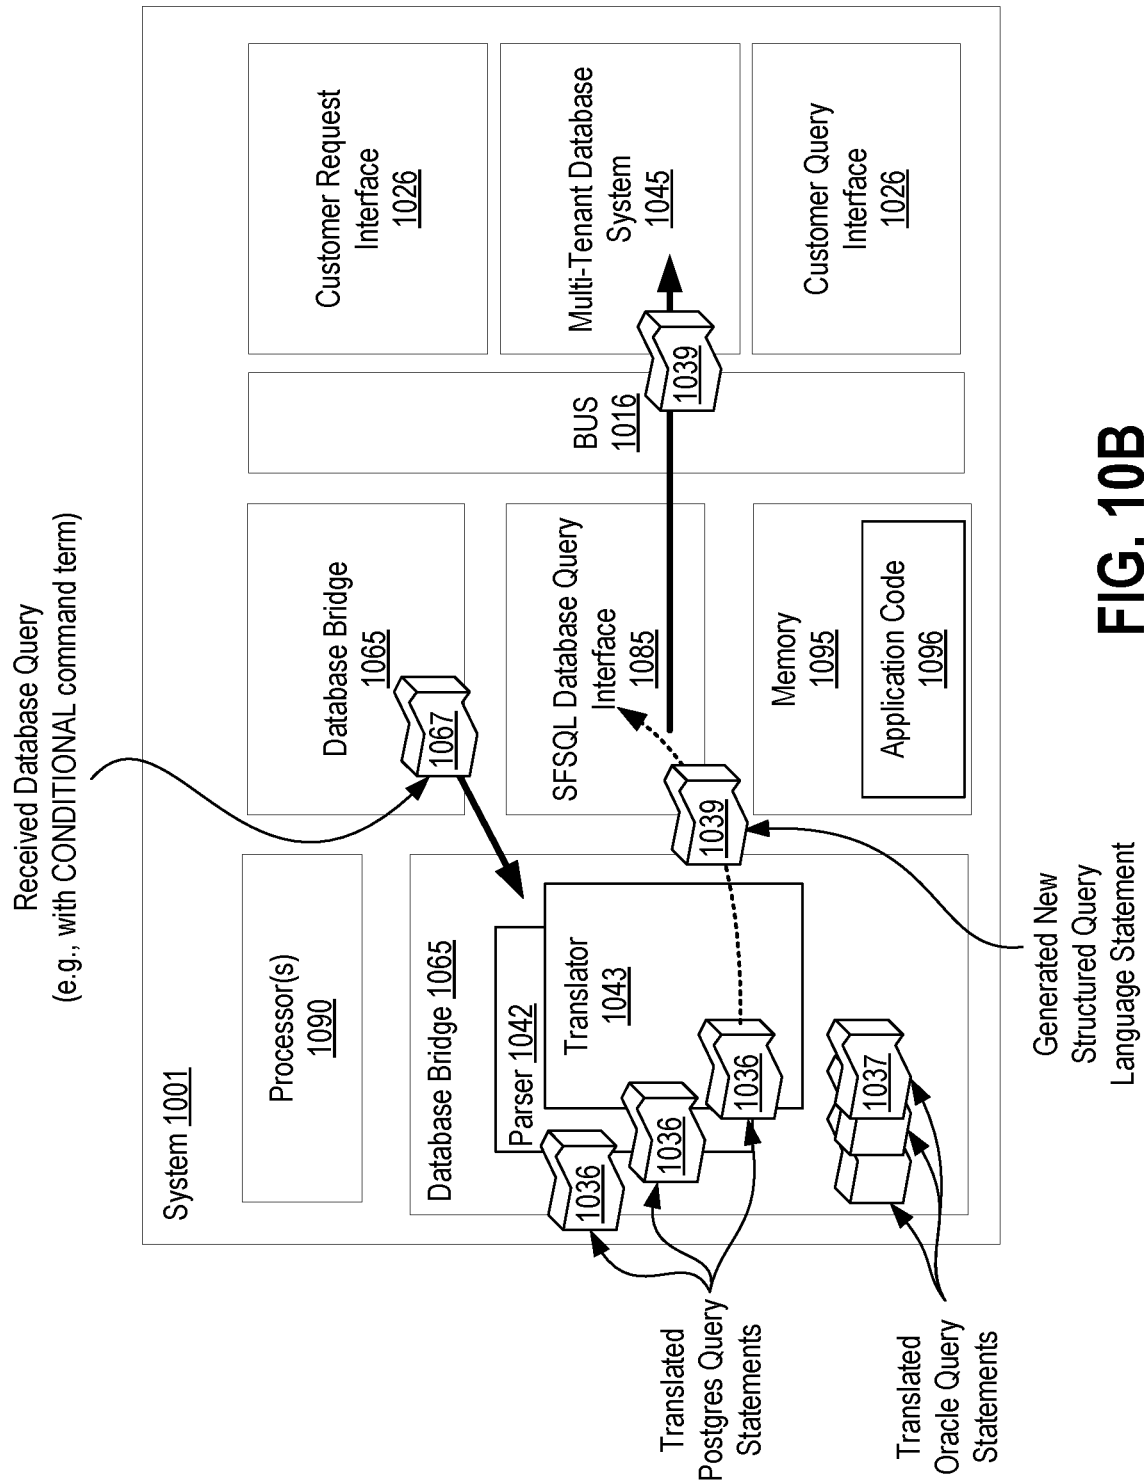 Received Database Query
(e.g., with CONDITIONAL command term)
System 1001
Processor(s)
1090
Database Bridge
1065
1067
Customer Request
Interface
1026
Database Bridge 1065
Parser 1042
Translator
1043
1036
1036
1036
1037
SFSQL Database Query
Interface
1085
1039
BUS
1016
1039
Multi-Tenant Database
System
1045
Memory
1095
Application Code
1096
Customer Query
Interface
1026
Translated
Postgres Query
Statements
Translated
Oracle Query
Statements
Generated New
Structured Query
Language Statement
FIG. 10B